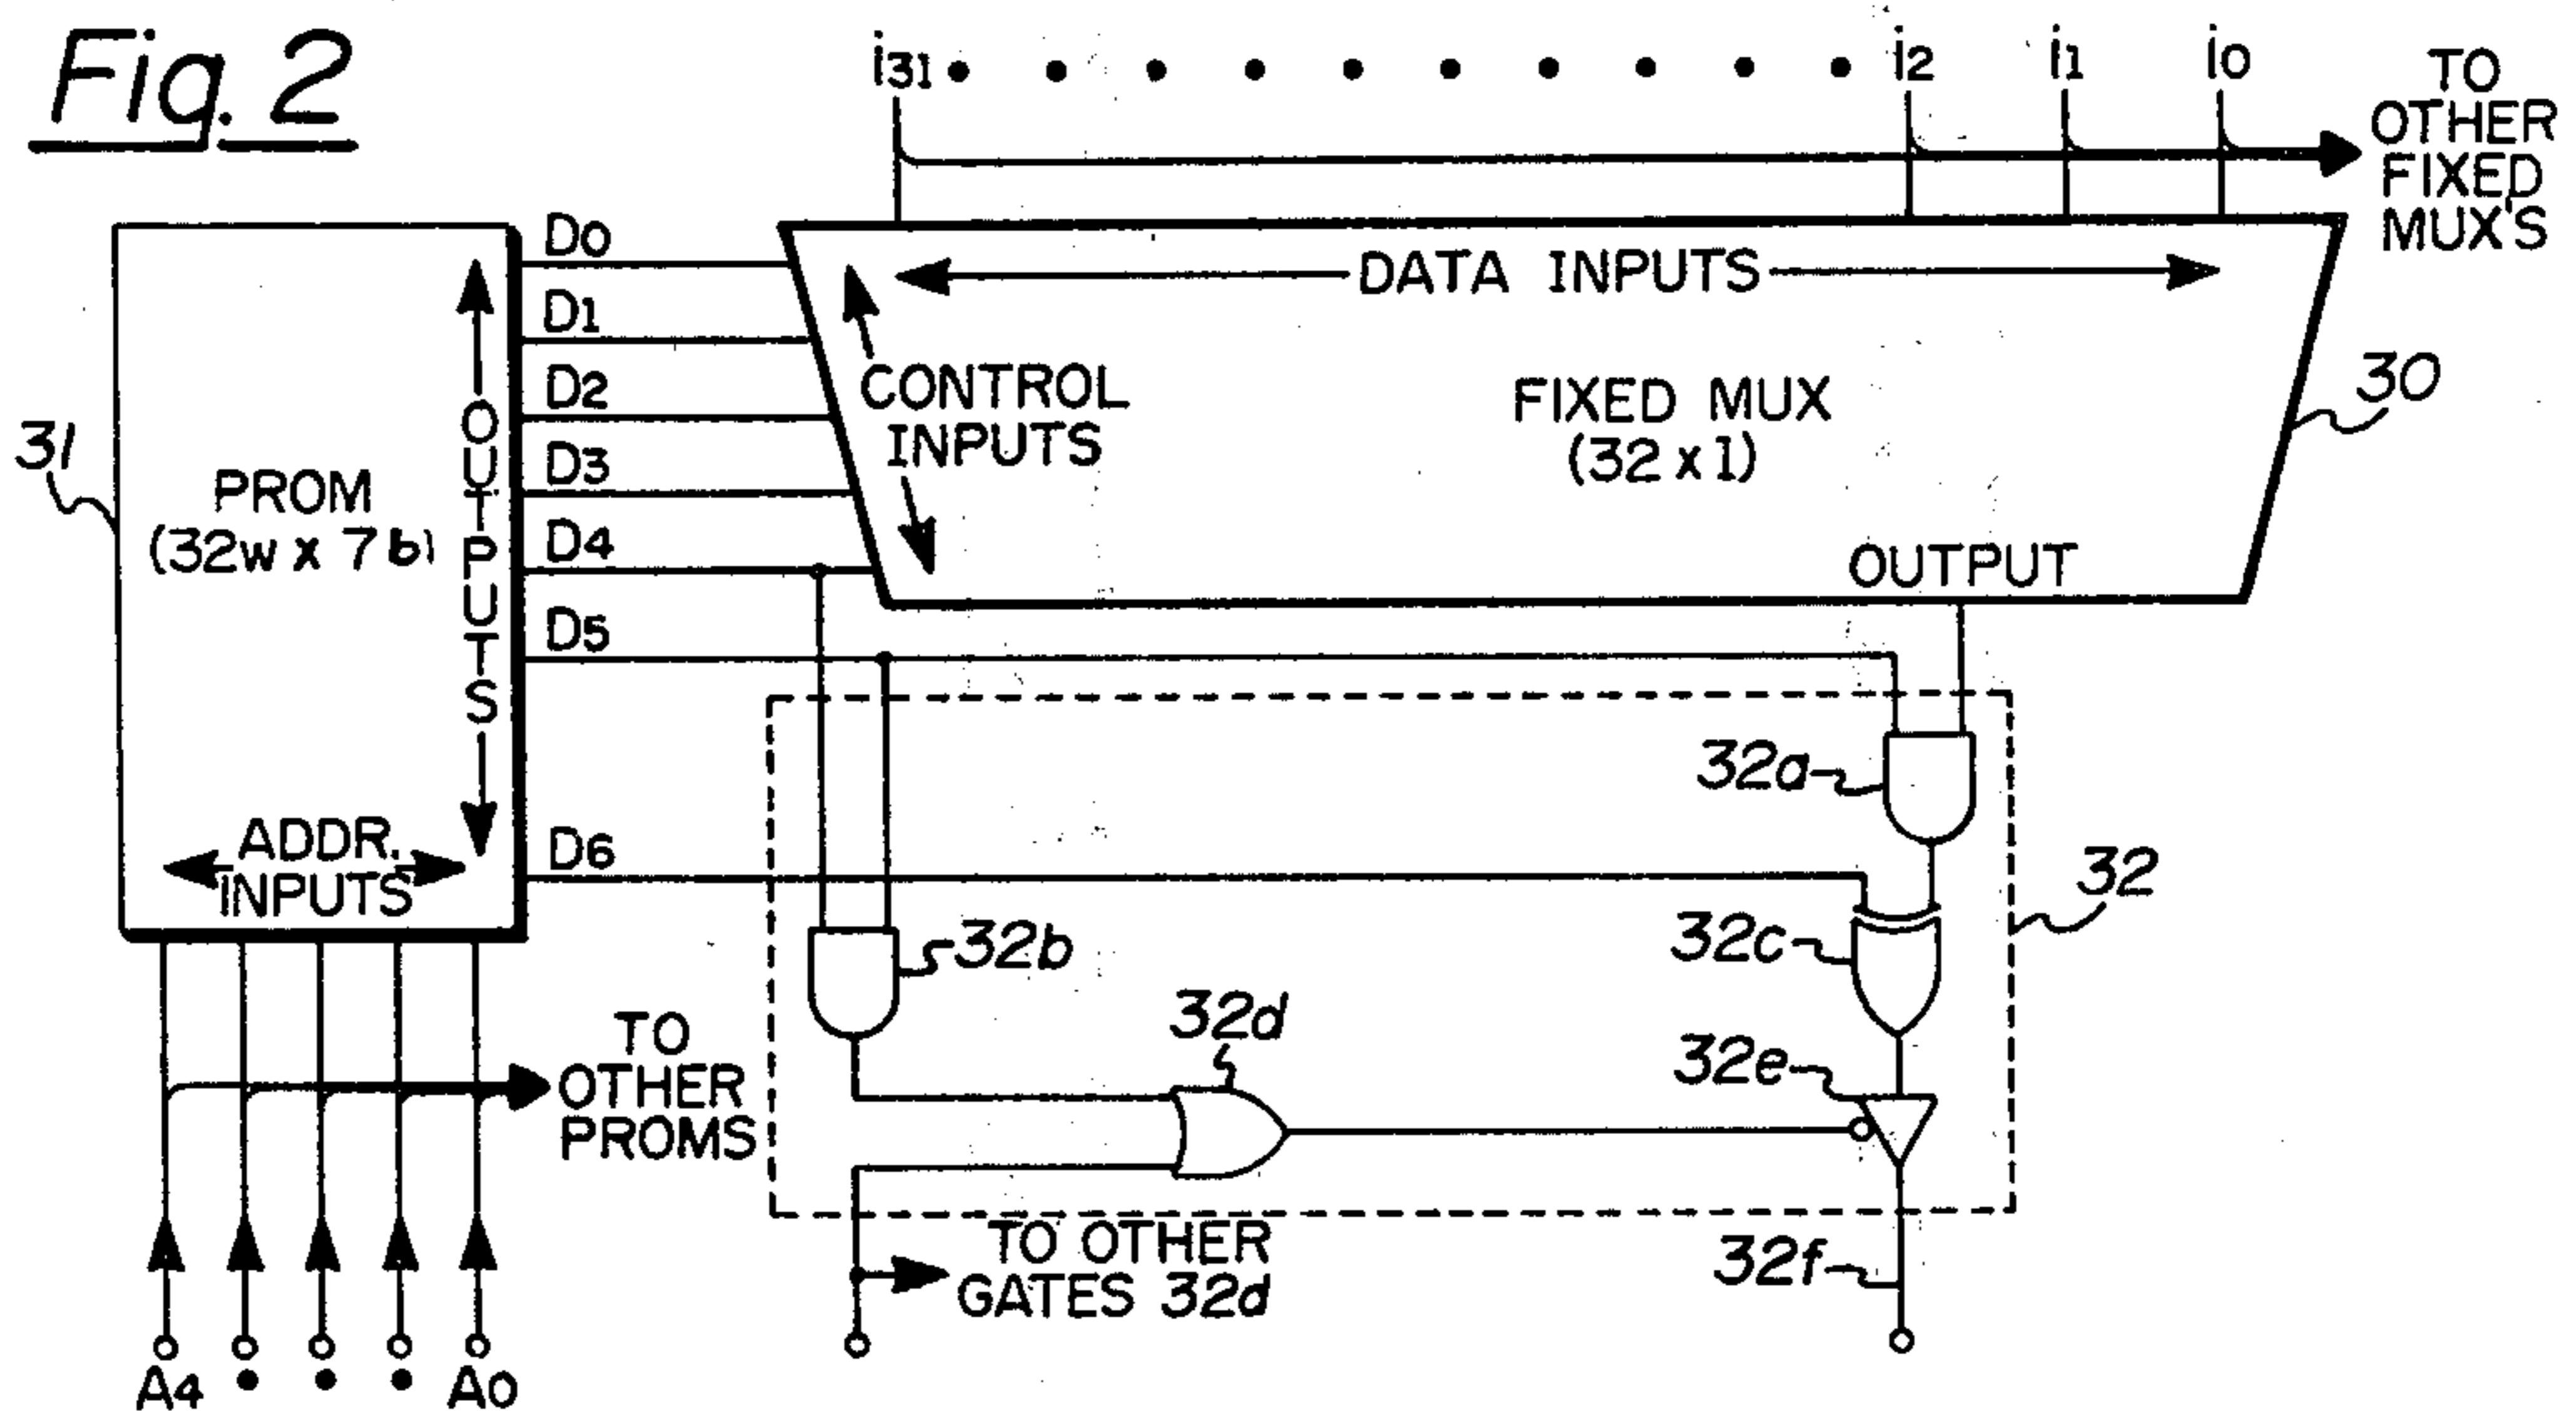 Fig. 2
i31 • • • • • • • • • • i2 i1 i0
TO
OTHER
FIXED
MUX'S
D0
D1
D2
D3
D4
D5
D6
DATA INPUTS
CONTROL
INPUTS
FIXED MUX
(32 x 1)
OUTPUT
30
31
PROM
(32w x 7b)
OUTPUTS
ADDR.
INPUTS
32a
32
32b
32c
32d
32e
TO
OTHER
PROMS
TO OTHER
GATES 32d
32f
A4 • • • A0